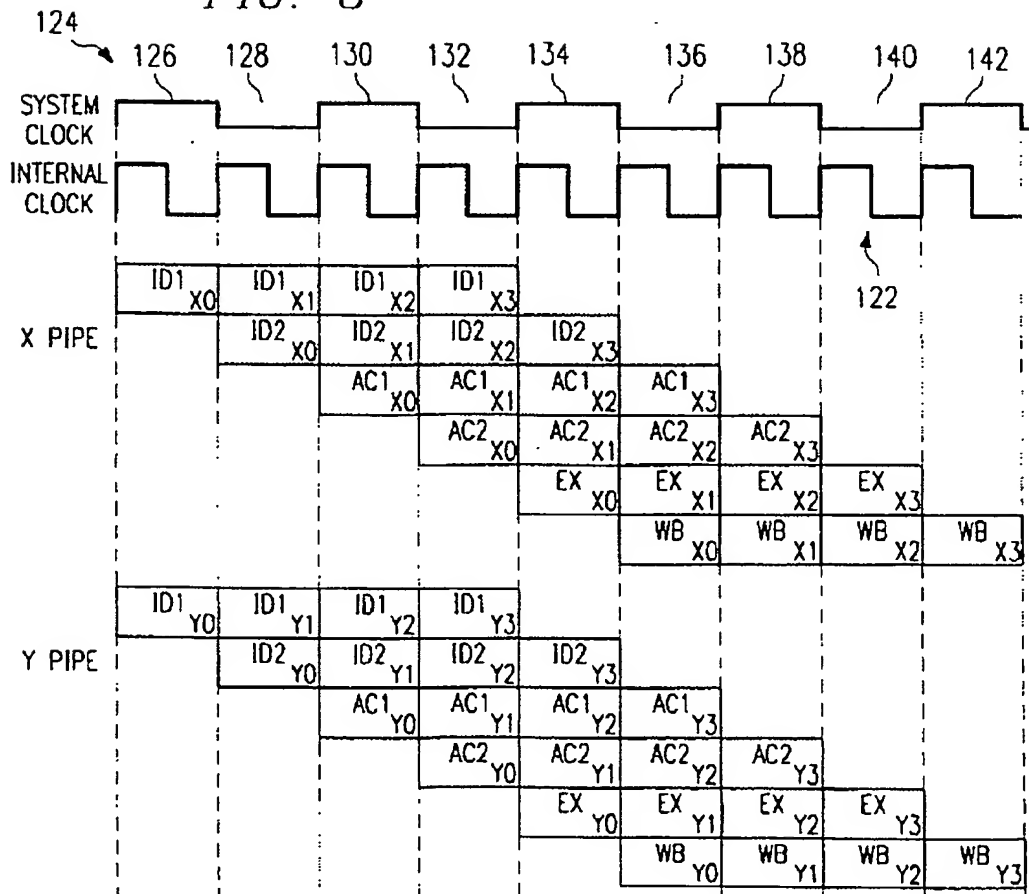 FIG. 
124
126 128 130 132 134 136 138 140 142
SYSTEM
CLOCK
INTERNAL
CLOCK
122
X PIPE
ID1 X0 ID1 X1 ID1 X2 ID1 X3
ID2 X0 ID2 X1 ID2 X2 ID2 X3
AC1 X0 AC1 X1 AC1 X2 AC1 X3
AC2 X0 AC2 X1 AC2 X2 AC2 X3
EX X0 EX X1 EX X2 EX X3
WB X0 WB X1 WB X2 WB X3
Y PIPE
ID1 Y0 ID1 Y1 ID1 Y2 ID1 Y3
ID2 Y0 ID2 Y1 ID2 Y2 ID2 Y3
AC1 Y0 AC1 Y1 AC1 Y2 AC1 Y3
AC2 Y0 AC2 Y1 AC2 Y2 AC2 Y3
EX Y0 EX Y1 EX Y2 EX Y3
WB Y0 WB Y1 WB Y2 WB Y3